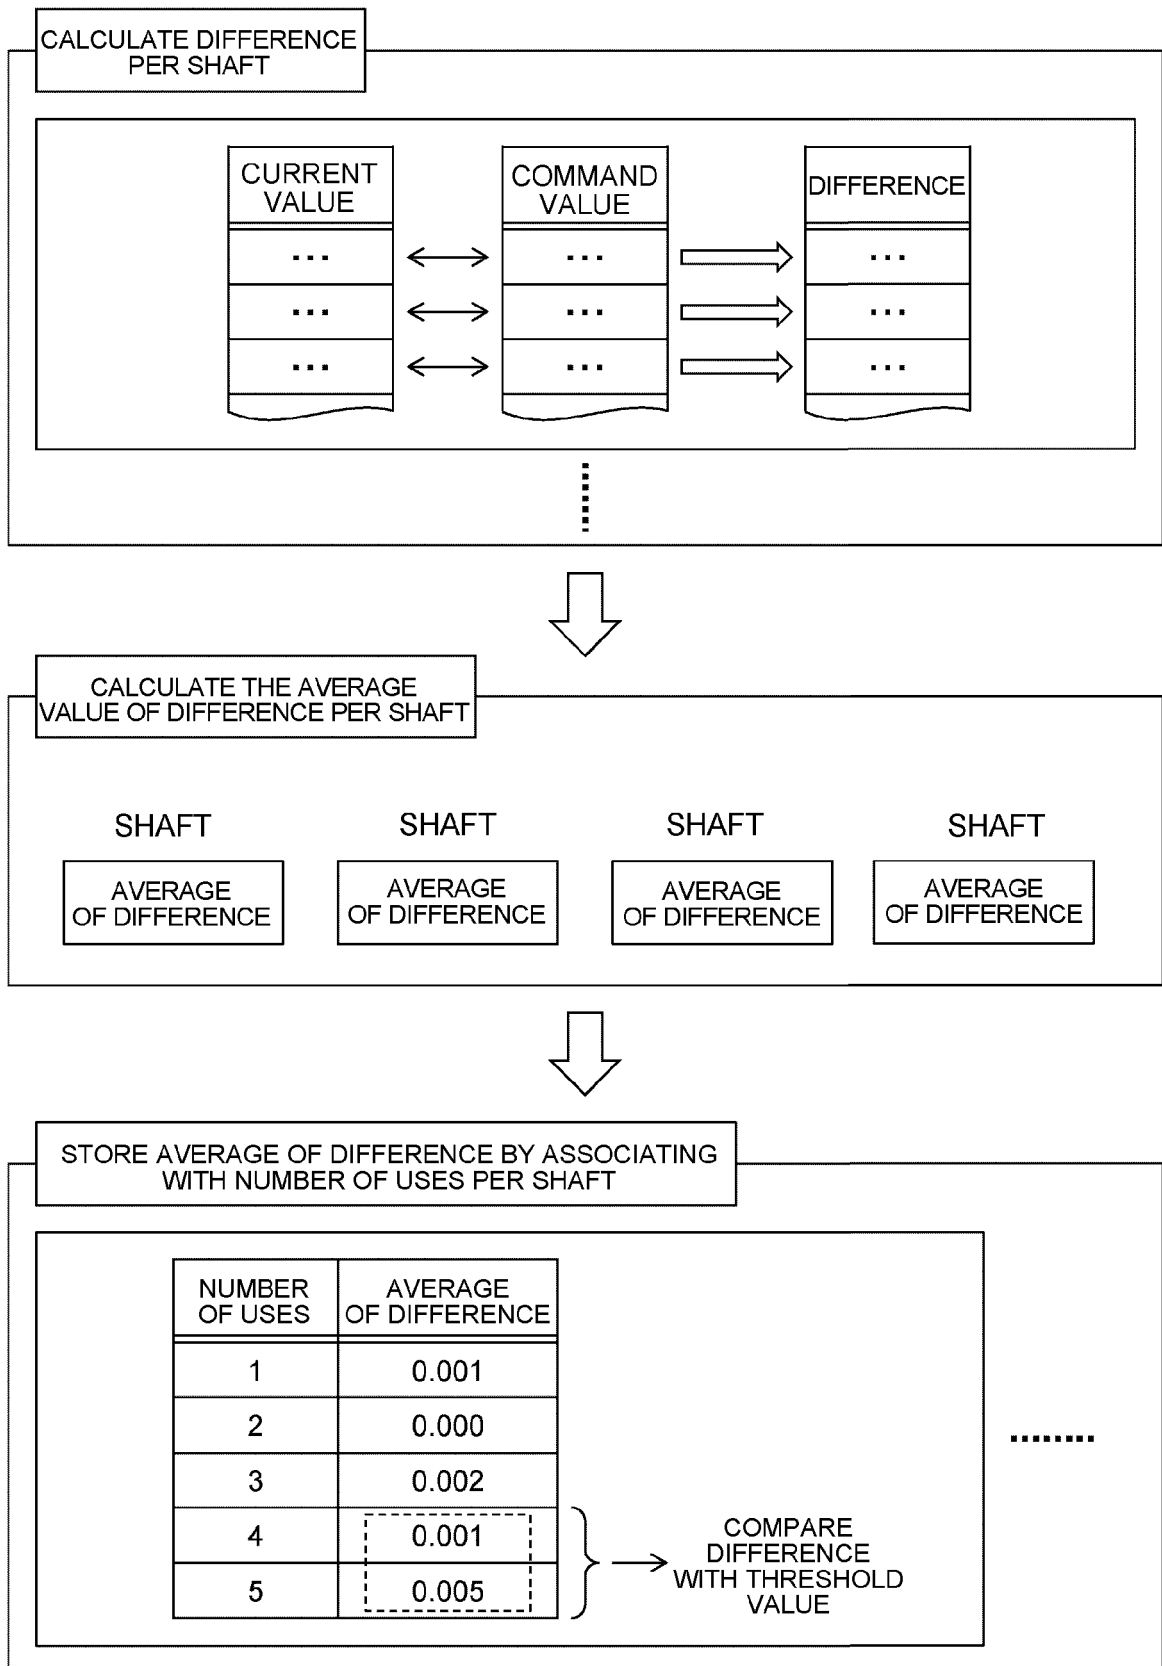 CALCULATE DIFFERENCE
PER SHAFT
CURRENT
VALUE
COMMAND
VALUE
DIFFERENCE
... ... ...
... ... ...
... ... ...
CALCULATE THE AVERAGE
VALUE OF DIFFERENCE PER SHAFT
SHAFT SHAFT SHAFT SHAFT
AVERAGE
OF DIFFERENCE
AVERAGE
OF DIFFERENCE
AVERAGE
OF DIFFERENCE
AVERAGE
OF DIFFERENCE
STORE AVERAGE OF DIFFERENCE BY ASSOCIATING
WITH NUMBER OF USES PER SHAFT
NUMBER
OF USES
AVERAGE
OF DIFFERENCE
1 0.001
2 0.000
3 0.002
4 0.001
5 0.005
COMPARE
DIFFERENCE
WITH THRESHOLD
VALUE